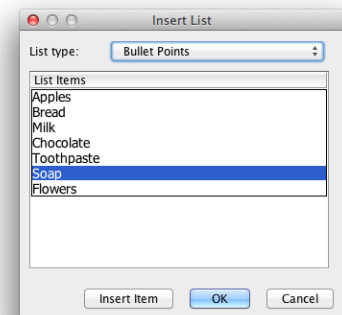 Insert List
List type: Bullet Points
List Items
Apples
Bread
Milk
Chocolate
Toothpaste
Soap
Flowers
Insert Item OK Cancel